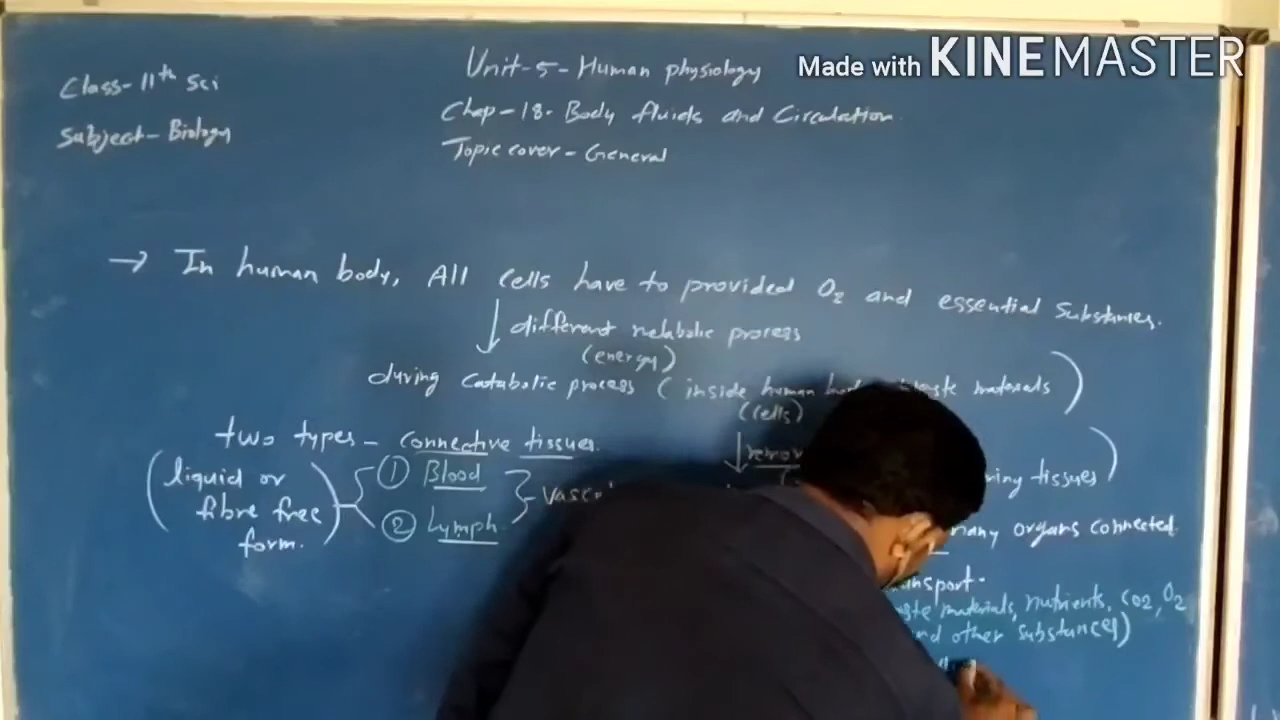 Class-11th Sci
Subject-Biology
Unit-5-Human physiology
Chap-18. Body fluids and Circulation
Topic cover-General
Made with KINEMASTER
→ In human body, All cells have to provided O2 and essential substances.
different metabolic process
(energy)
during catabolic process (inside human waste materials)
(cells)
two types - connective tissues.
(liquid or fibre free form.)
① Blood
② Lymph
many organs connected.
materials, nutrients, CO2, O2
and other substances)